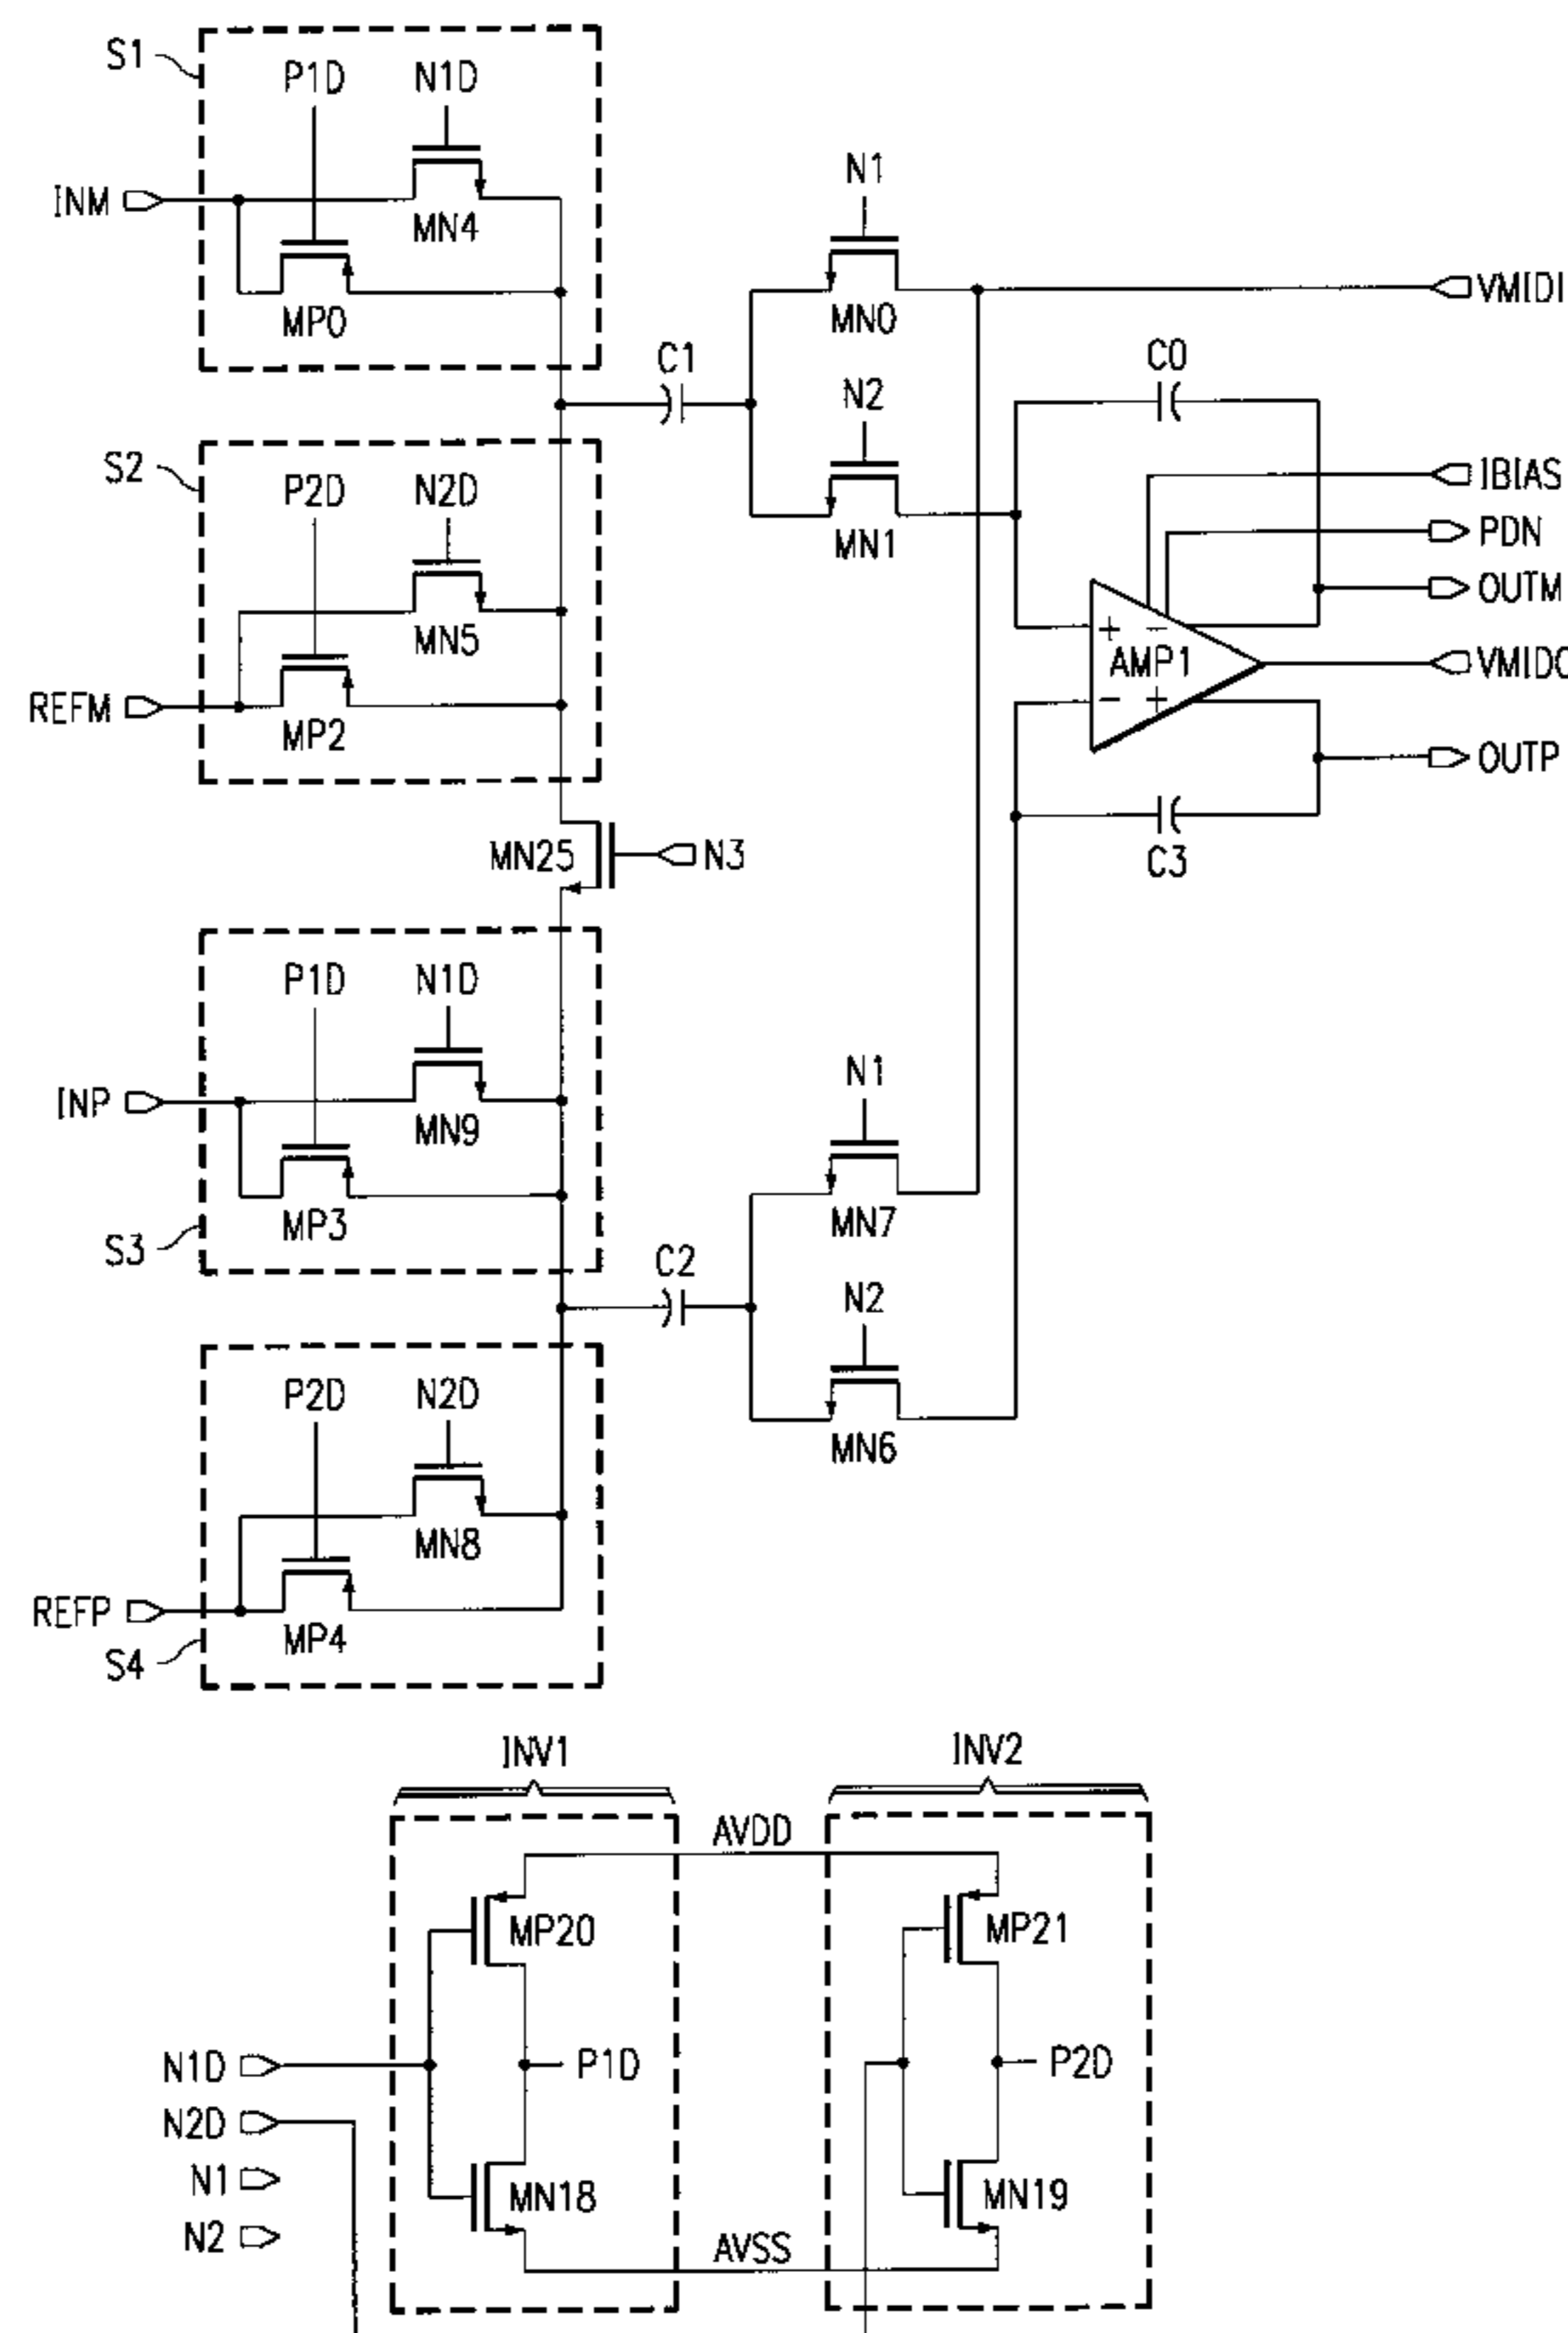 S1
P1D N1D
INM
MN4
MP0
N1
VMIDI
MN0
C1
C0
N2
S2
P2D N2D
IBIAS
PDN
MN1
OUTM
MN5
+ −
AMP1
REFM
MP2
− +
OUTP
MN25
N3
C3
P1D N1D
N1
INP
MN9
MP3
MN7
S3
C2
N2
P2D N2D
MN6
MN8
REFP
MP4
S4
INV1 INV2
AVDD
MP20 MP21
N1D
P1D P2D
N2D
N1
MN18 MN19
N2
AVSS